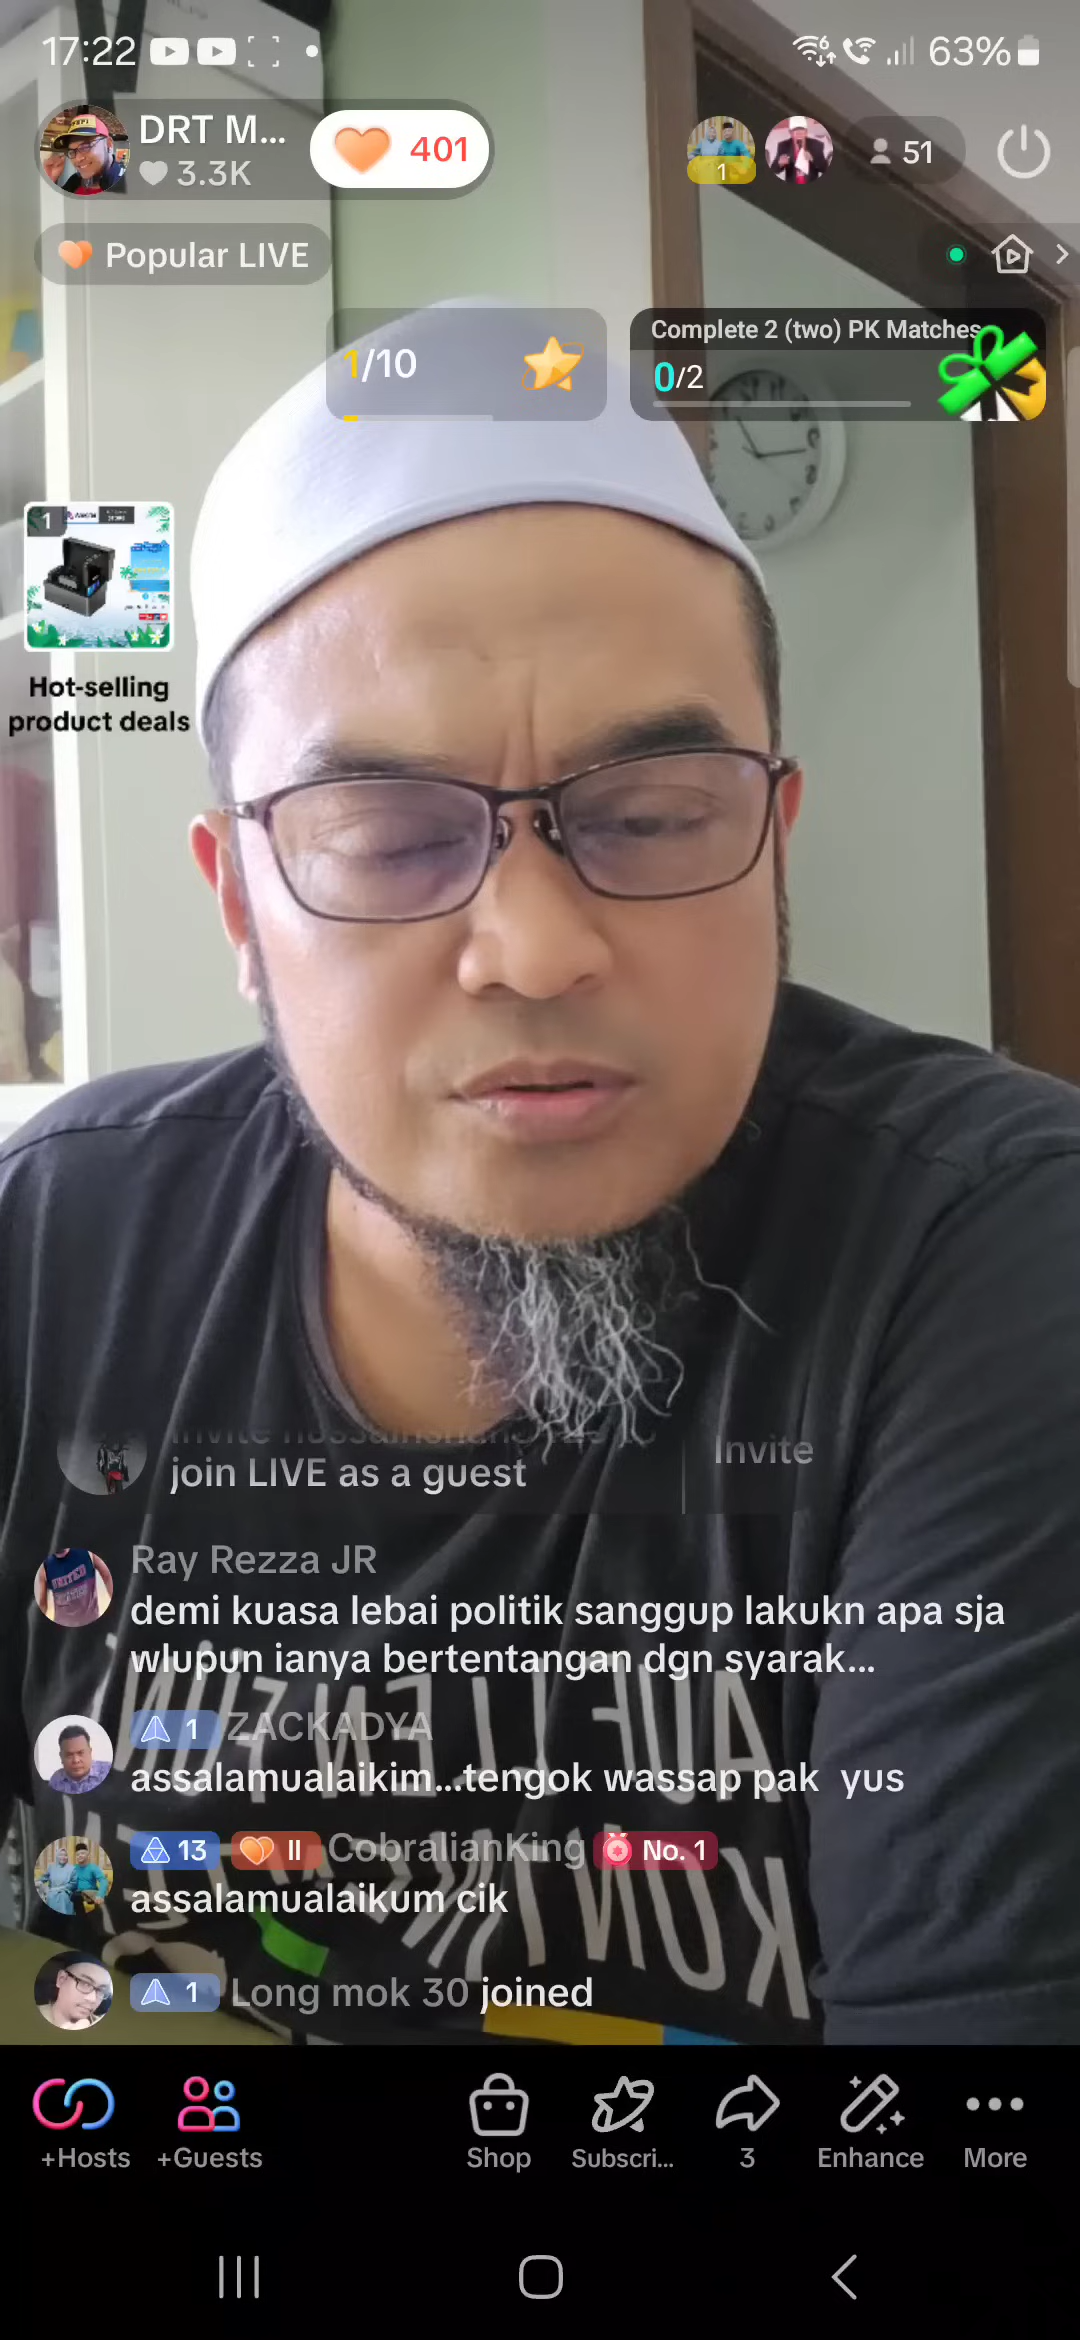 17:22
63%
DRT M...
3.3K
401
1
51
Popular LIVE
1/10
Complete 2 (two) PK Matches
0/2
1
Hot-selling
product deals
join LIVE as a guest
Invite
Ray Rezza JR
demi kuasa lebai politik sanggup lakukn apa sja
wlupun ianya bertentangan dgn syarak...
1 ZACKADYA
assalamualaikim...tengok wassap pak yus
13 II CobralianKing No. 1
assalamualaikum cik
1 Long mok 30 joined
+Hosts
+Guests
Shop
Subscri...
3
Enhance
More